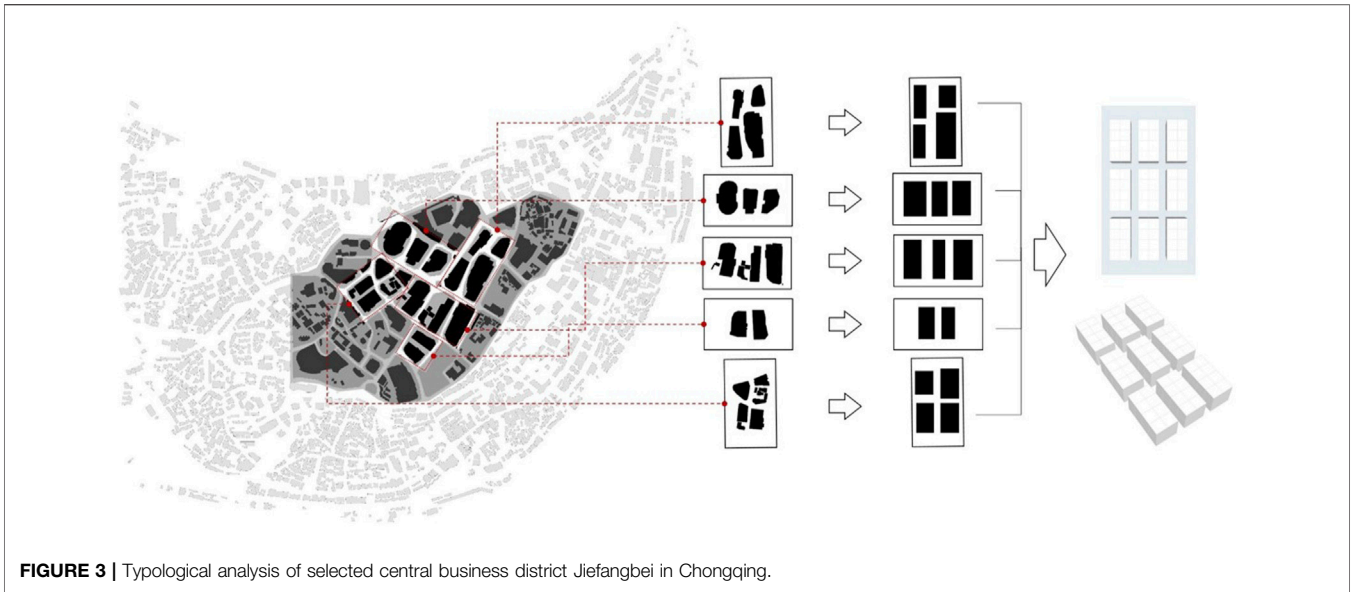 FIGURE 3 | Typological analysis of selected central business district Jiefangbei in Chongqing.